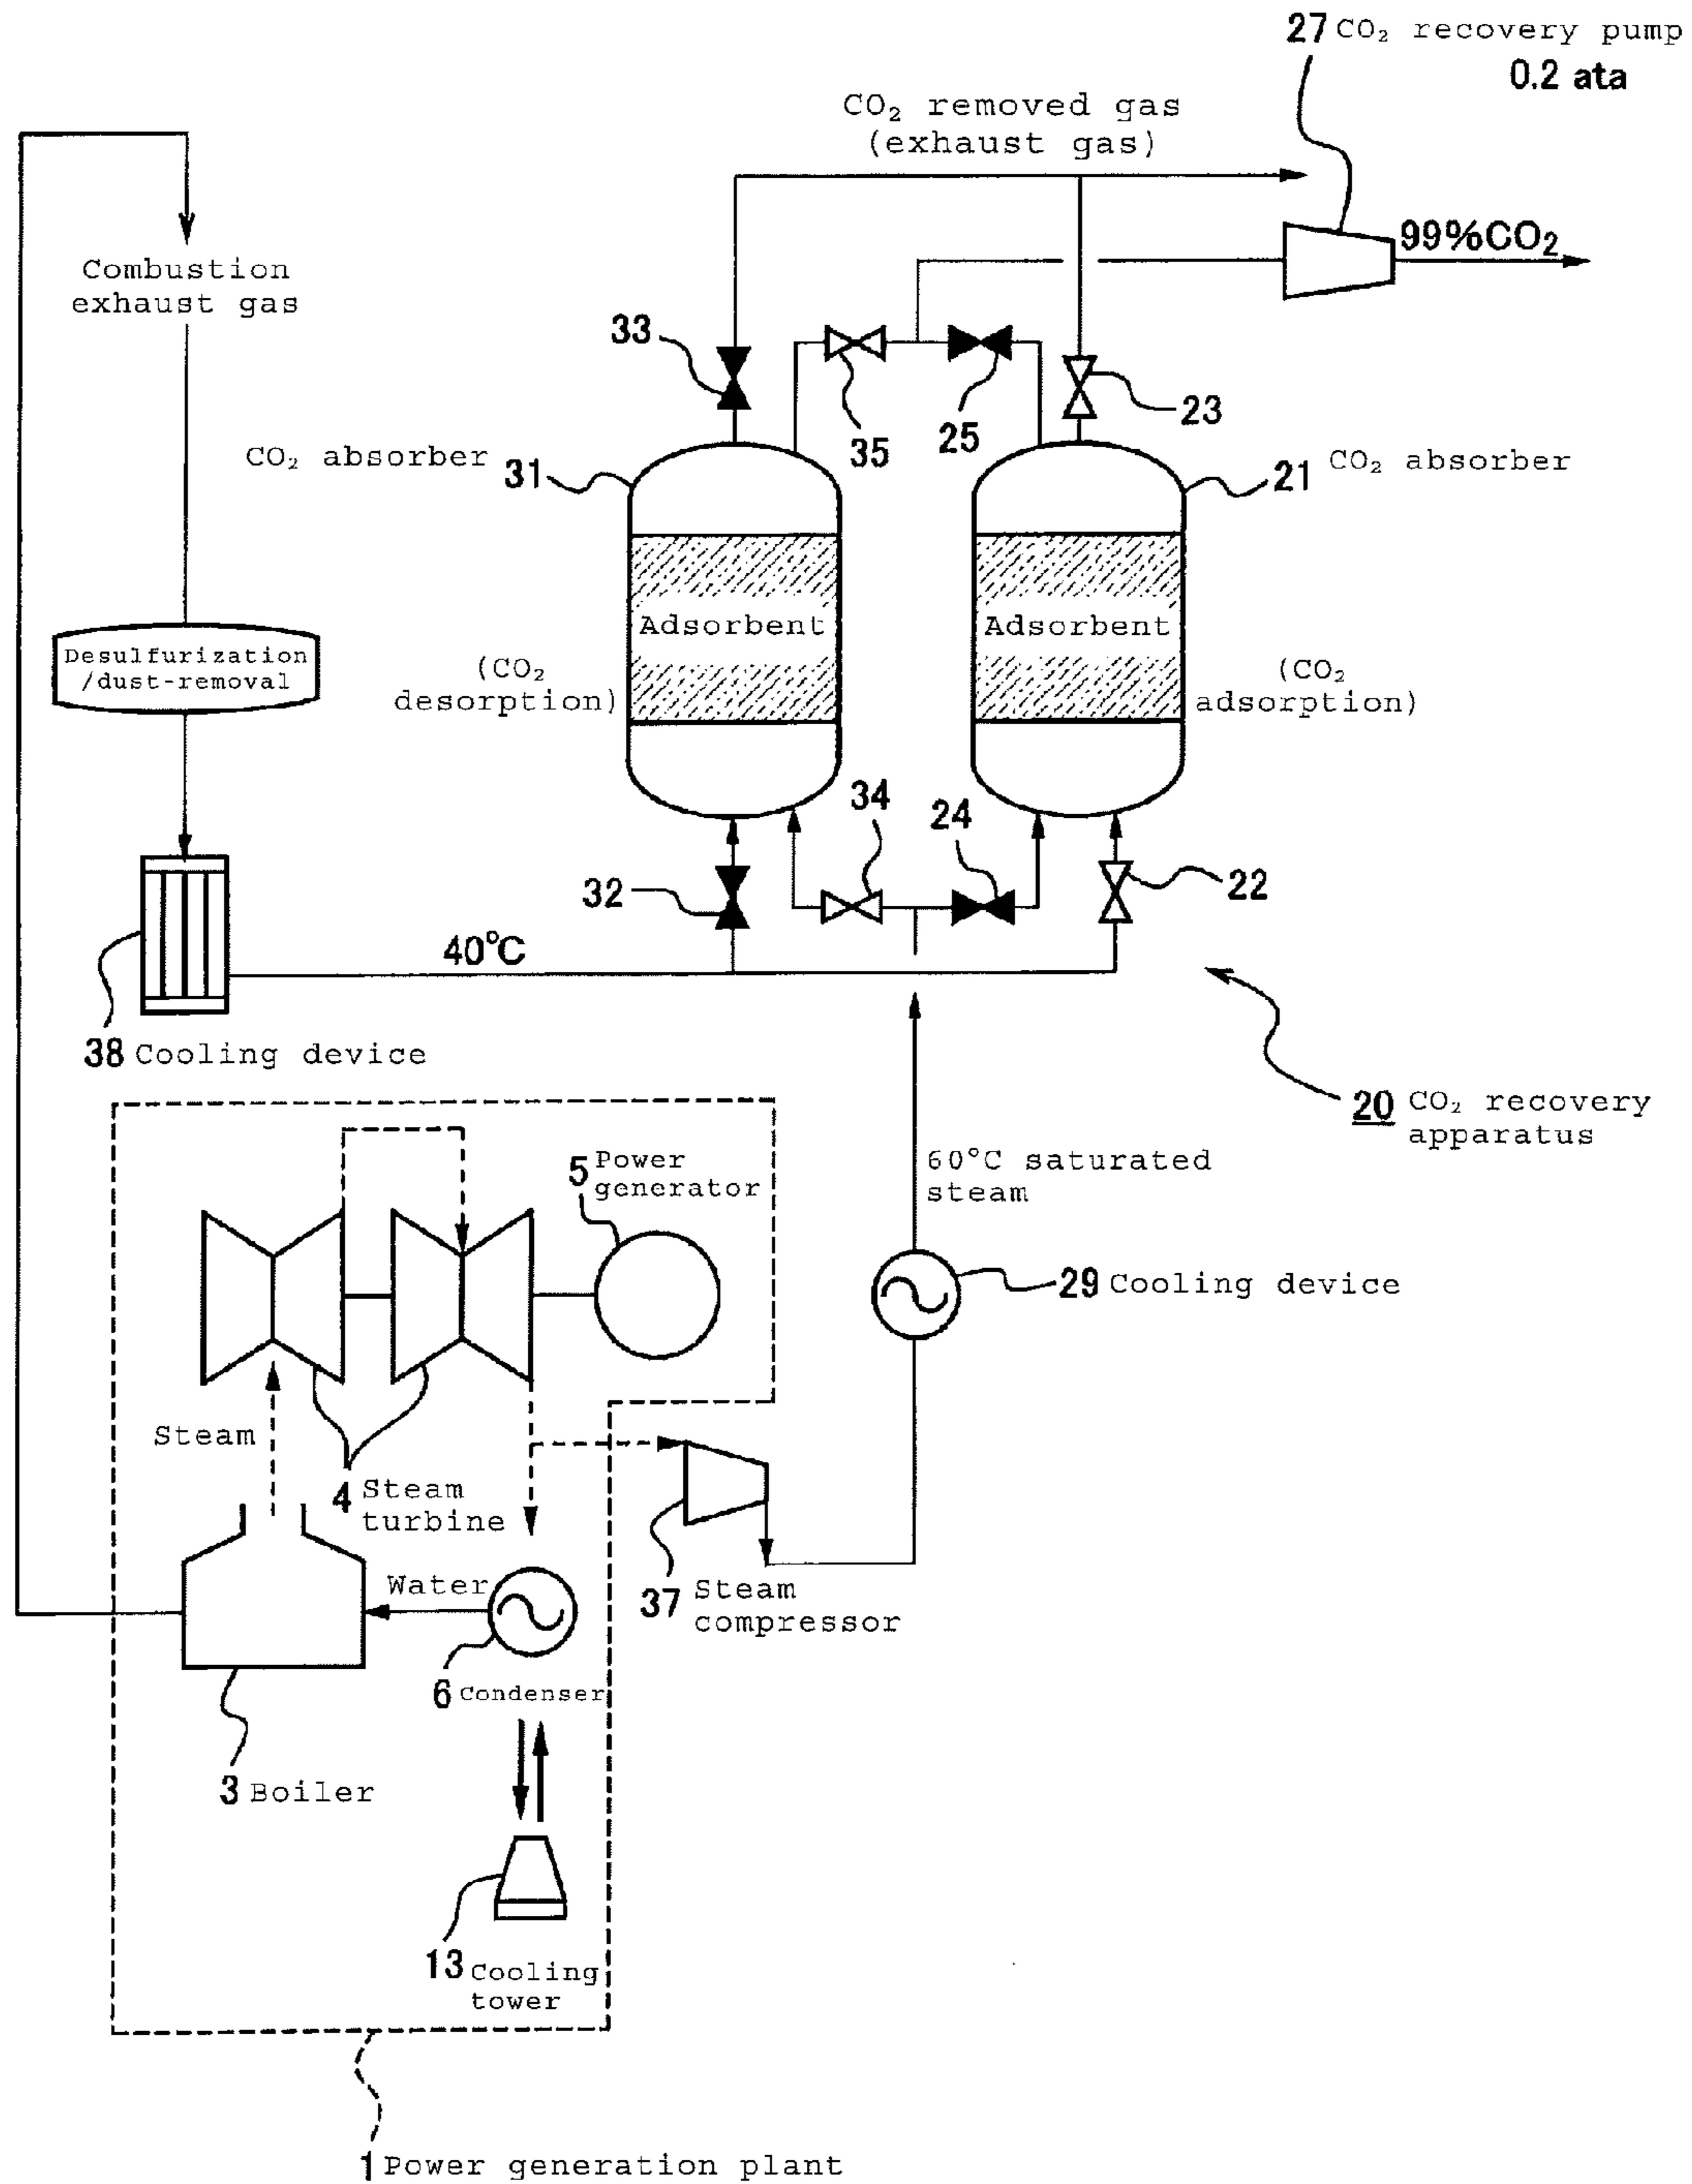 27 CO₂ recovery pump
0.2 ata
CO₂ removed gas
(exhaust gas)
99%CO₂
Combustion
exhaust gas
33
35
25
23
CO₂ absorber
31
21
CO₂ absorber
Adsorbent
Adsorbent
Desulfurization
/dust-removal
(CO₂
desorption)
(CO₂
adsorption)
34
24
32
22
40°C
38 Cooling device
20 CO₂ recovery
apparatus
60°C saturated
steam
5 Power
generator
29 Cooling device
Steam
4 Steam
turbine
Water
37 Steam
compressor
6 Condenser
3 Boiler
13 Cooling
tower
1 Power generation plant